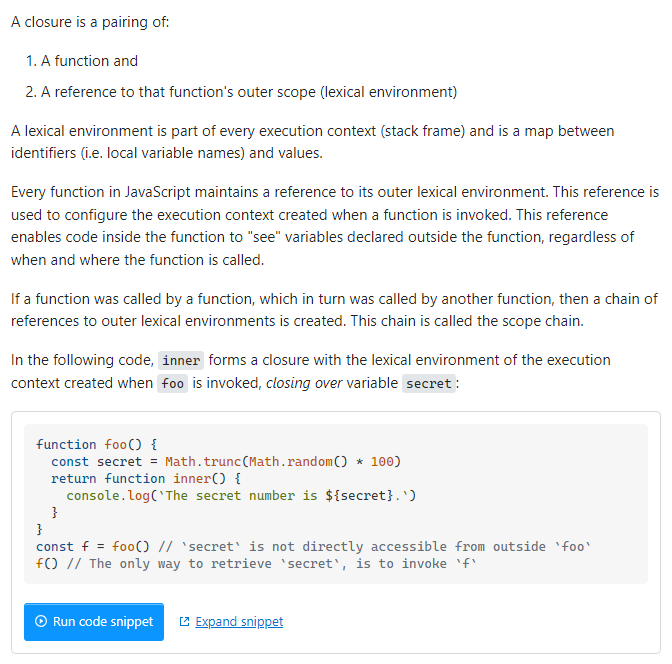 A closure is a pairing of:
1. A function and
2. A reference to that function's outer scope (lexical environment)
A lexical environment is part of every execution context (stack frame) and is a map between
identifiers (i.e. local variable names) and values.
Every function in JavaScript maintains a reference to its outer lexical environment. This reference is
used to configure the execution context created when a function is invoked. This reference
enables code inside the function to "see" variables declared outside the function, regardless of
when and where the function is called.
If a function was called by a function, which in turn was called by another function, then a chain of
references to outer lexical environments is created. This chain is called the scope chain.
In the following code, inner forms a closure with the lexical environment of the execution
context created when foo is invoked, closing over variable secret:
function foo() {
  const secret = Math.trunc(Math.random() * 100)
  return function inner() {
    console.log(`The secret number is ${secret}.`)
  }
}
const f = foo() // `secret` is not directly accessible from outside `foo`
f() // The only way to retrieve `secret`, is to invoke `f`
Run code snippet Expand snippet